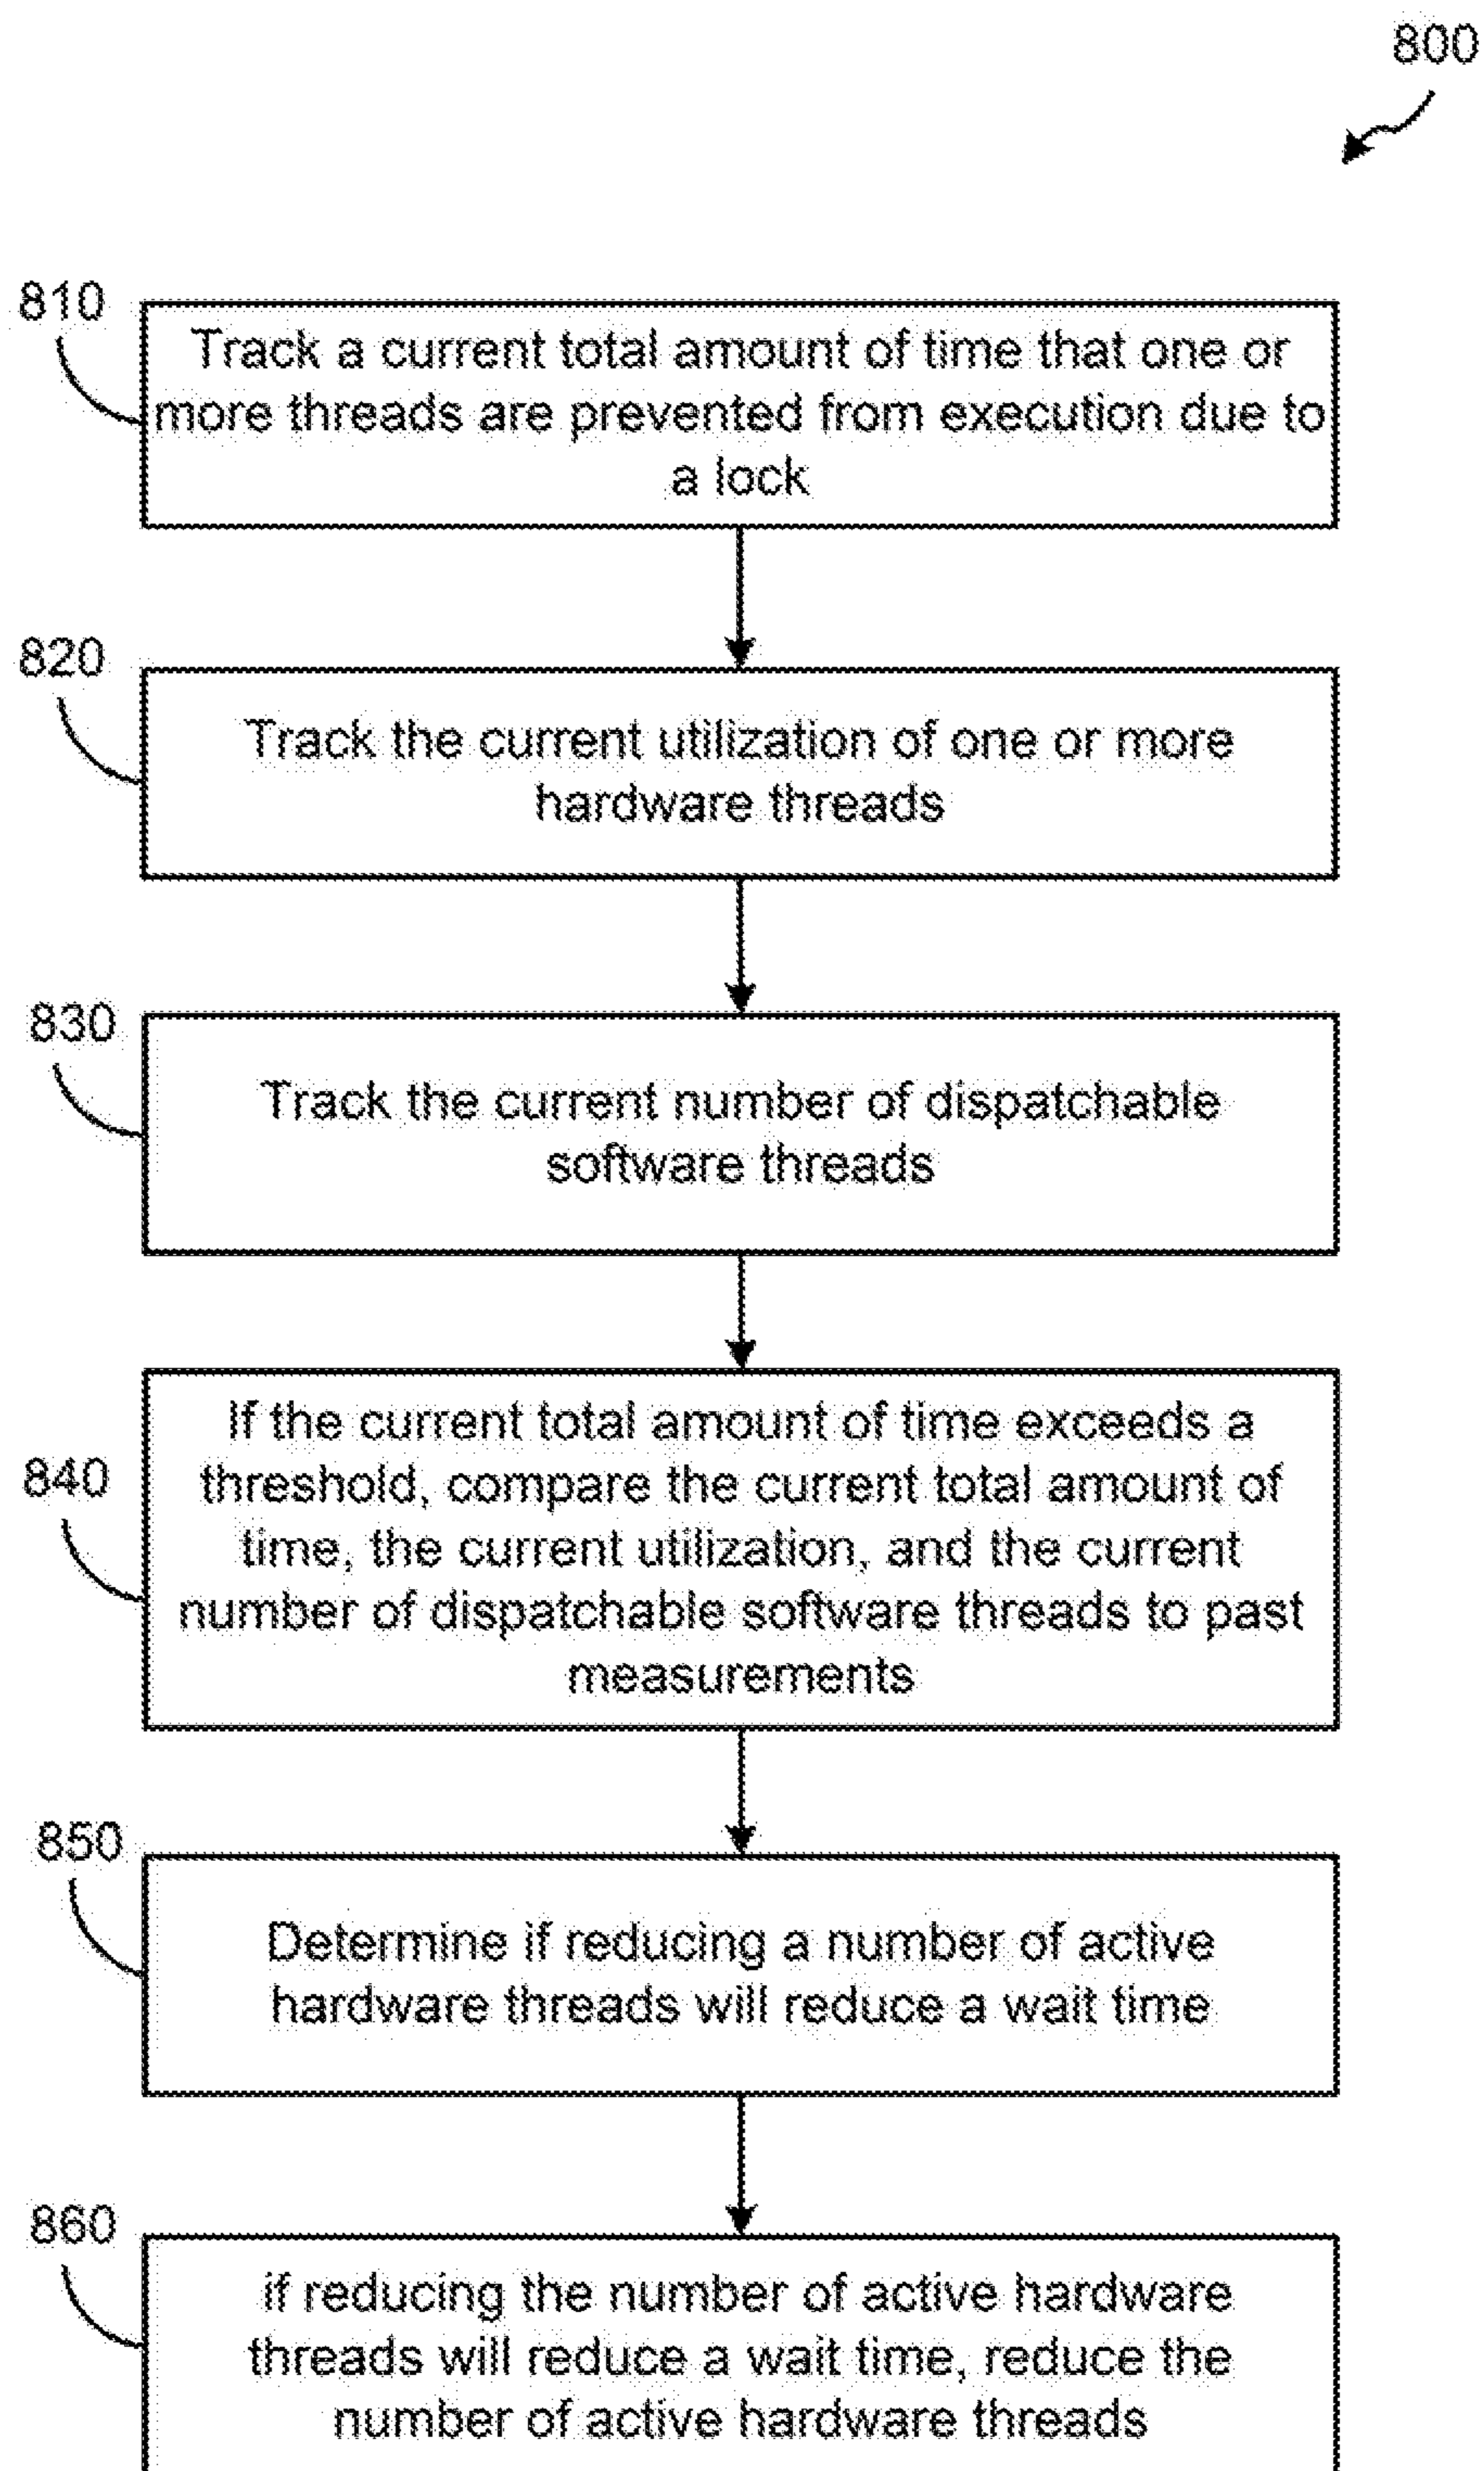 800
810
Track a current total amount of time that one or
more threads are prevented from execution due to
a lock
820
Track the current utilization of one or more
hardware threads
830
Track the current number of dispatchable
software threads
840
If the current total amount of time exceeds a
threshold, compare the current total amount of
time, the current utilization, and the current
number of dispatchable software threads to past
measurements
850
Determine if reducing a number of active
hardware threads will reduce a wait time
860
if reducing the number of active hardware
threads will reduce a wait time, reduce the
number of active hardware threads